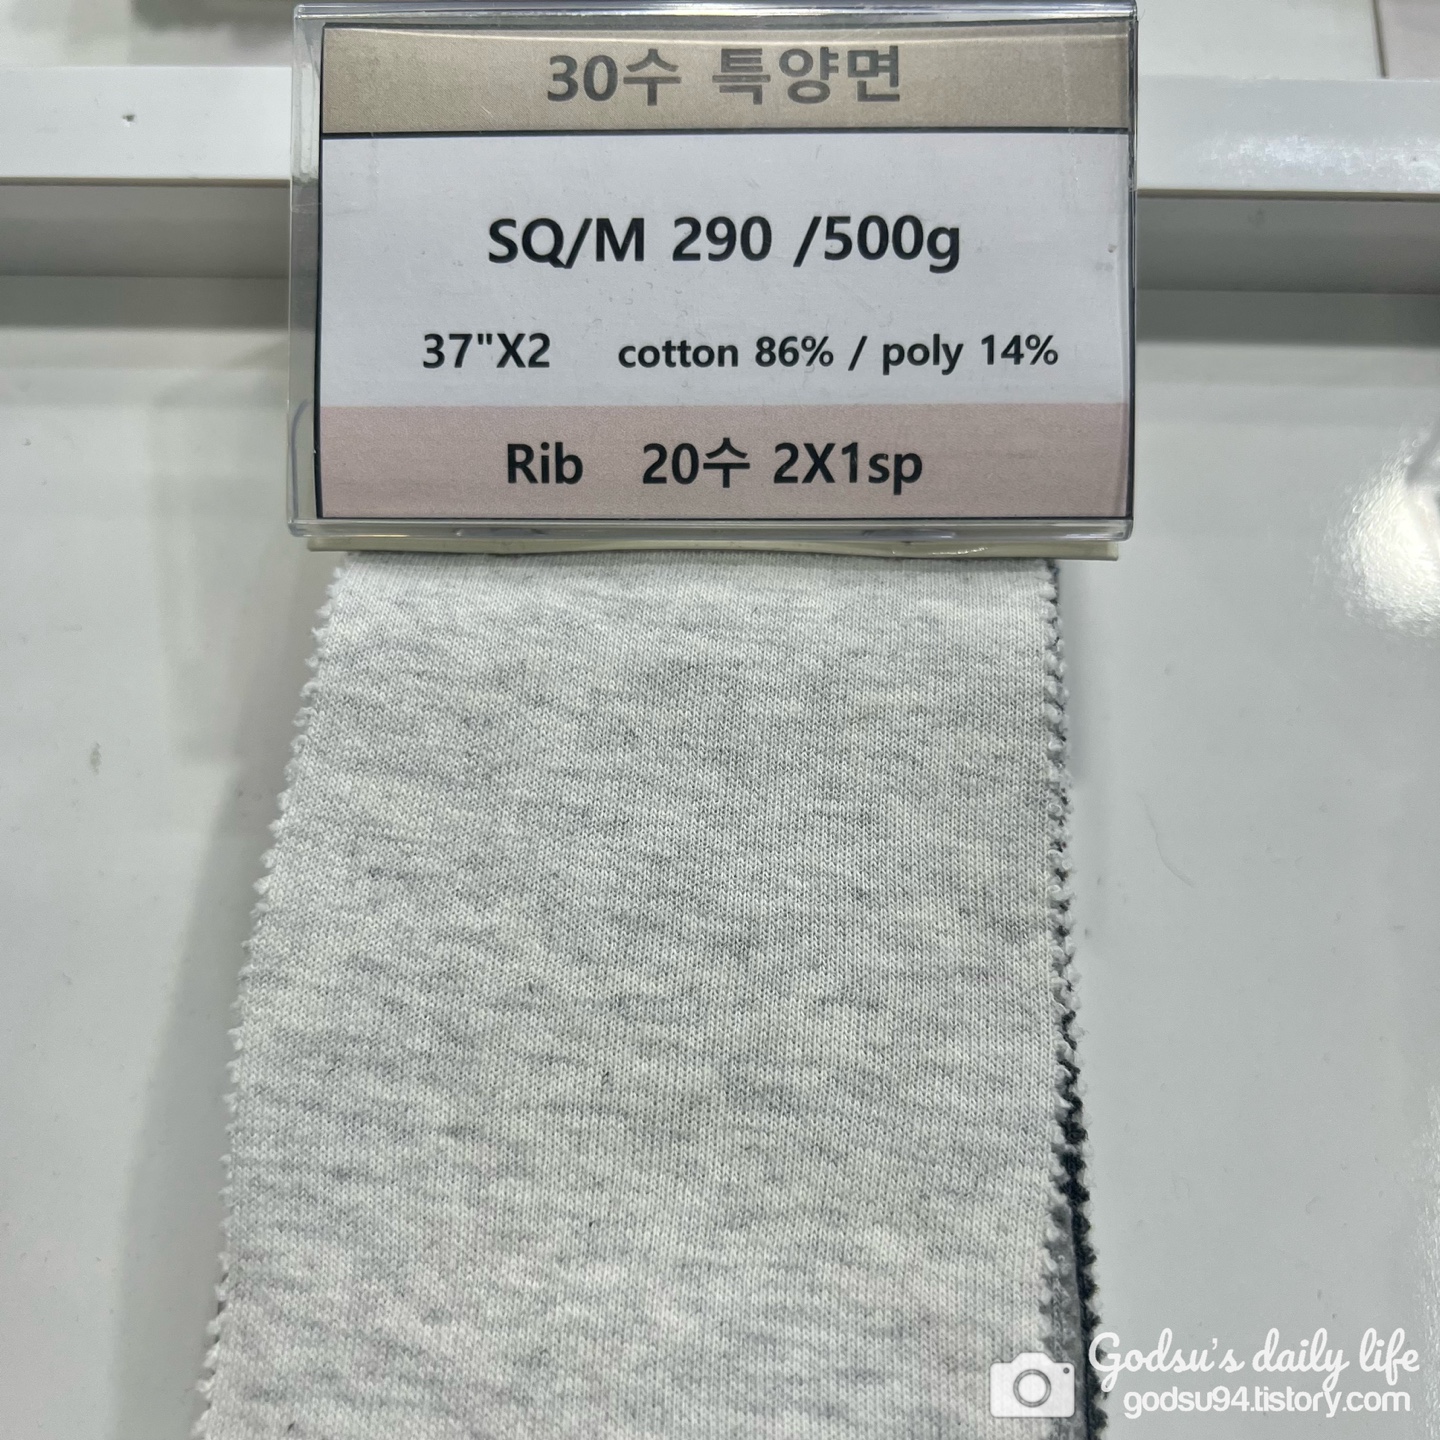 30수 특양면
SQ/M 290 /500g
37"X2 cotton 86% / poly 14%
Rib 20수 2X1sp
Godsu's daily life
godsu94.tistory.com